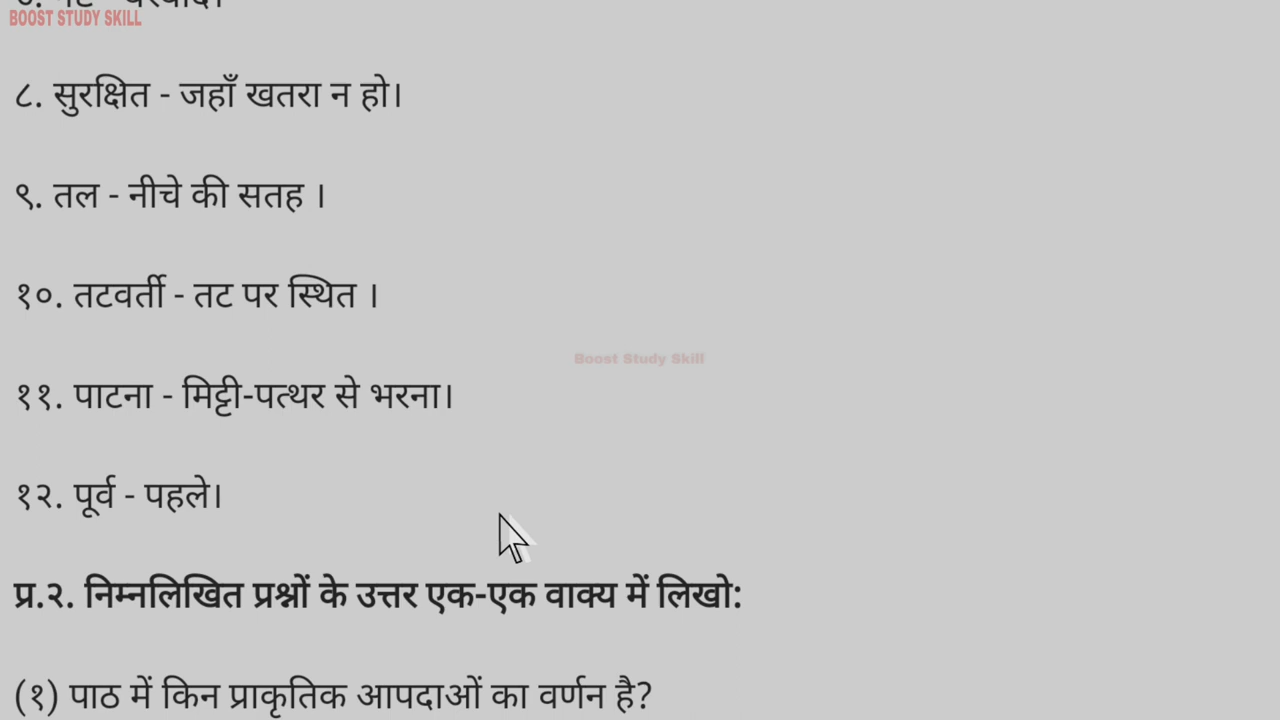 BOOST STUDY SKILL
८. सुरक्षित - जहाँ खतरा न हो।
९. तल - नीचे की सतह ।
१०. तटवर्ती - तट पर स्थित ।
११. पाटना - मिट्टी-पत्थर से भरना।
Boost Study Skill
१२. पूर्व - पहले।
प्र.२. निम्नलिखित प्रश्नों के उत्तर एक-एक वाक्य में लिखो:
(१) पाठ में किन प्राकृतिक आपदाओं का वर्णन है?